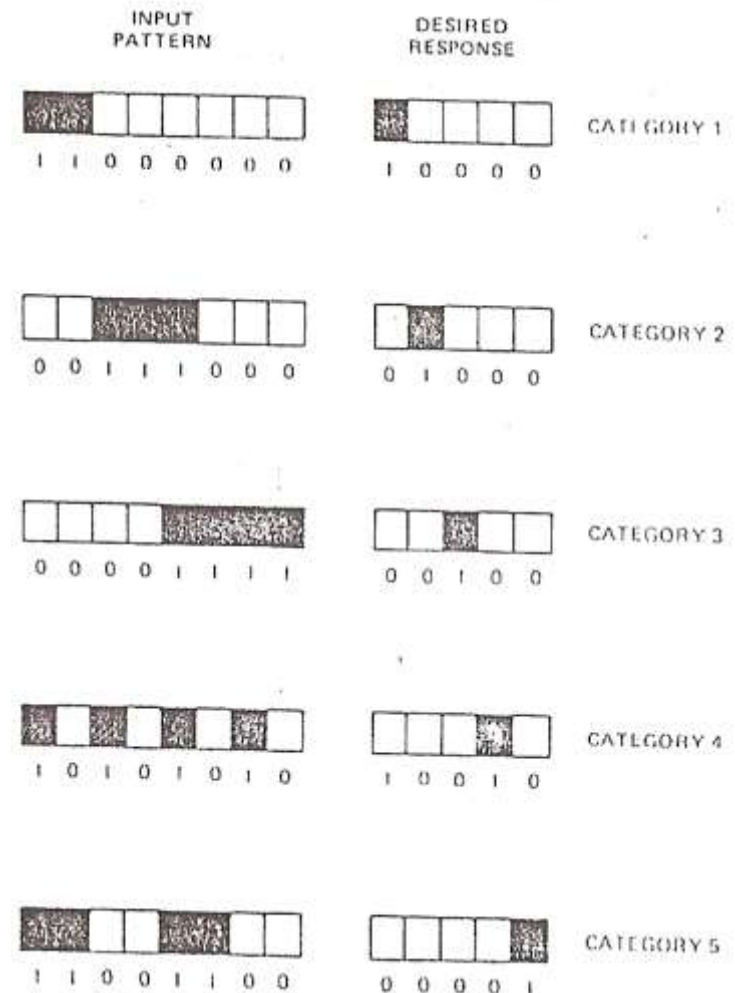 INPUT
PATTERN
DESIRED
RESPONSE
1 1 0 0 0 0 0 0
1 0 0 0 0
CATEGORY 1
0 0 1 1 1 0 0 0
0 1 0 0 0
CATEGORY 2
0 0 0 0 1 1 1 1
0 0 1 0 0
CATEGORY 3
1 0 1 0 1 0 1 0
1 0 0 1 0
CATEGORY 4
1 1 0 0 1 1 0 0
0 0 0 0 1
CATEGORY 5